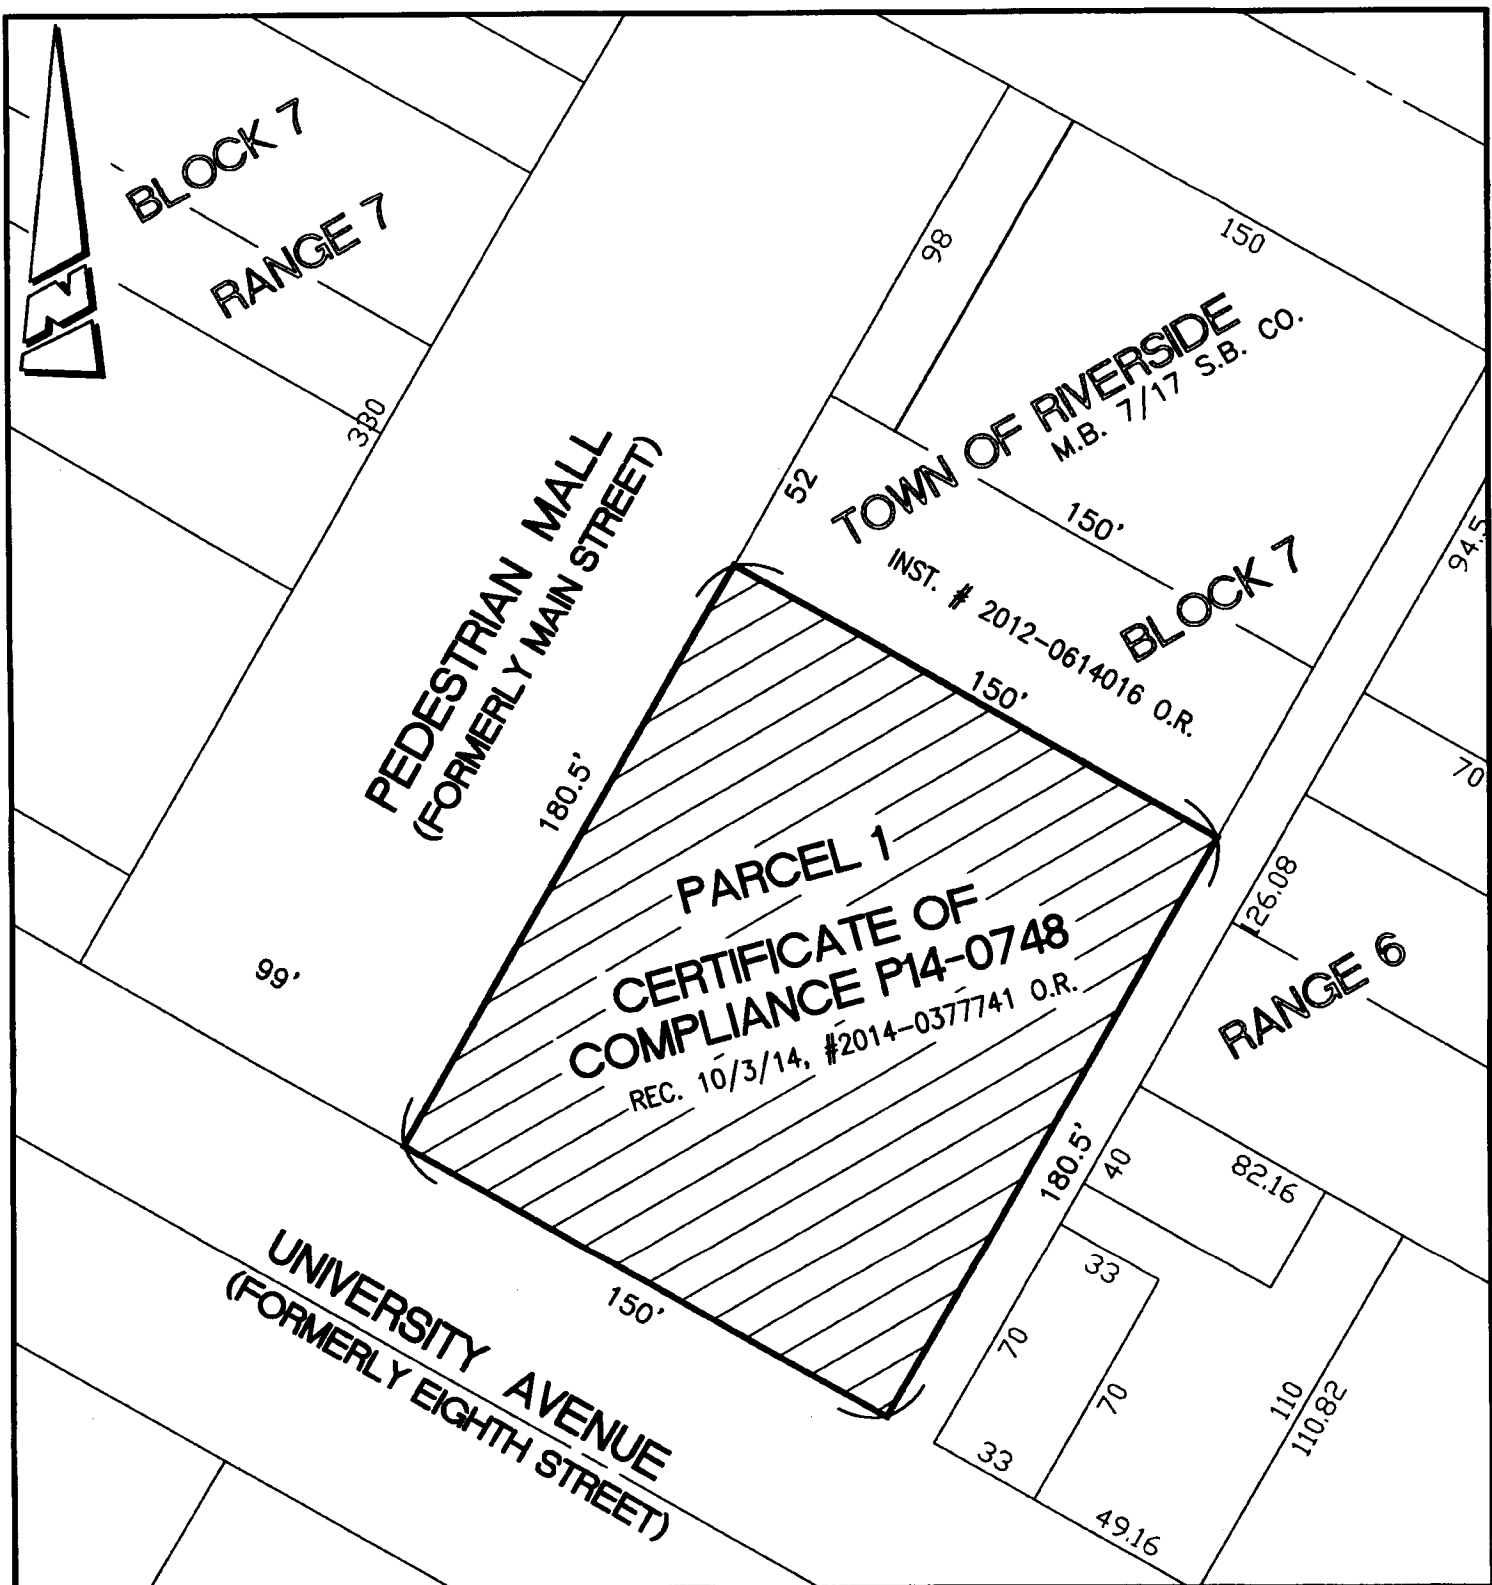 N
BLOCK 7
RANGE 7
330
98
150
TOWN OF RIVERSIDE
M.B. 7/17 S.B. CO.
52
150'
94.5
INST. # 2012-0614016 O.R.
BLOCK 7
PEDESTRIAN MALL
(FORMERLY MAIN STREET)
150'
70
180.5'
PARCEL 1
CERTIFICATE OF
COMPLIANCE P14-0748
REC. 10/3/14, #2014-0377741 O.R.
126.08
RANGE 6
99'
180.5'
40
82.16
UNIVERSITY AVENUE
(FORMERLY EIGHTH STREET)
150'
33
70
70
110
110.82
33
49.16